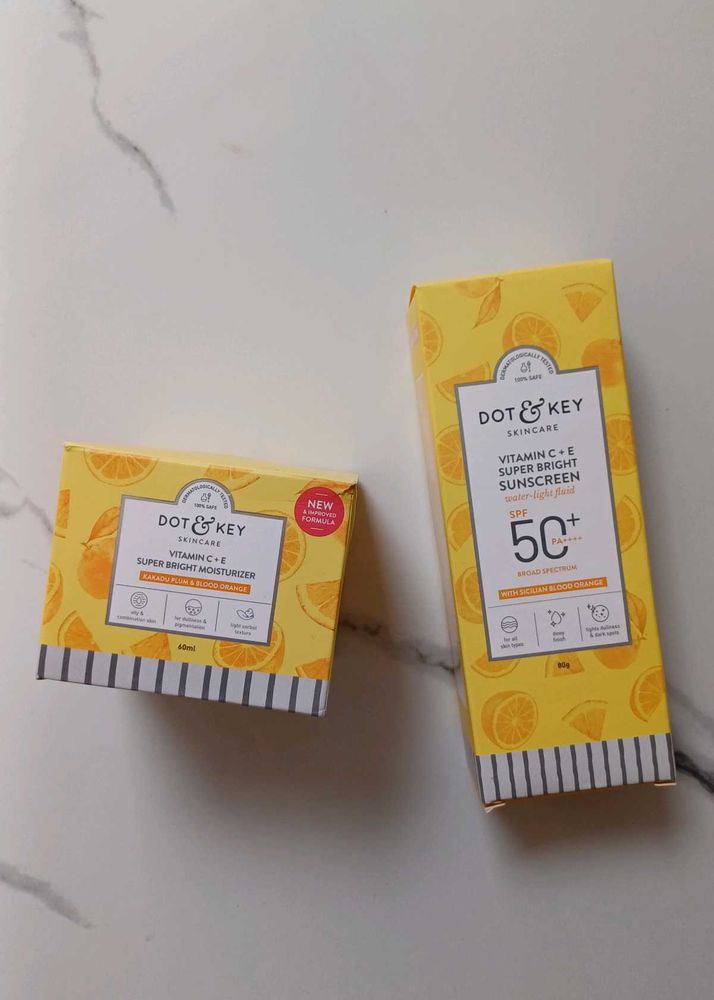 DERMATOLOGICALLY TESTED
100% SAFE
DOT & KEY
SKINCARE
VITAMIN C + E
SUPER BRIGHT MOISTURIZER
KAKADU PLUM & BLOOD ORANGE
oily &
combination skin
for dullness &
pigmentation
light sorbet
texture
60ml
NEW
& IMPROVED
FORMULA
DERMATOLOGICALLY TESTED
100% SAFE
DOT & KEY
SKINCARE
VITAMIN C + E
SUPER BRIGHT
SUNSCREEN
water-light fluid
SPF
50+
PA++++
BROAD SPECTRUM
WITH SICILIAN BLOOD ORANGE
for all
skin types
finish
fights dullness
& dark spots
80g